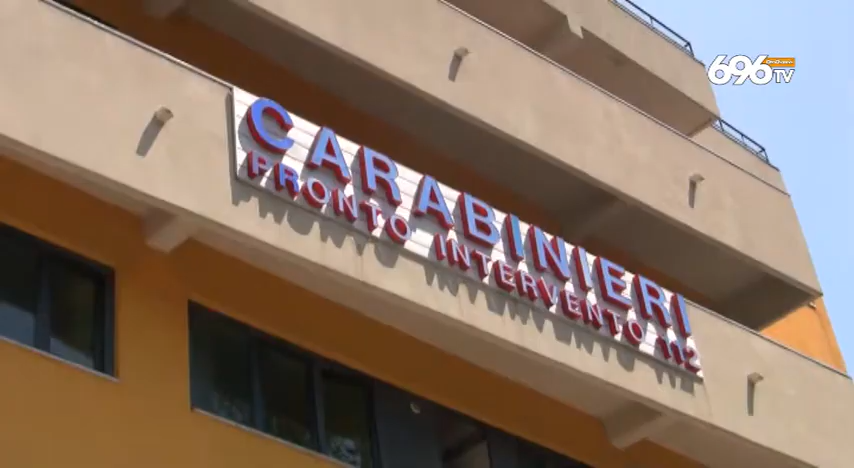 696 TV
CARABINIERI
PRONTO INTERVENTO 112